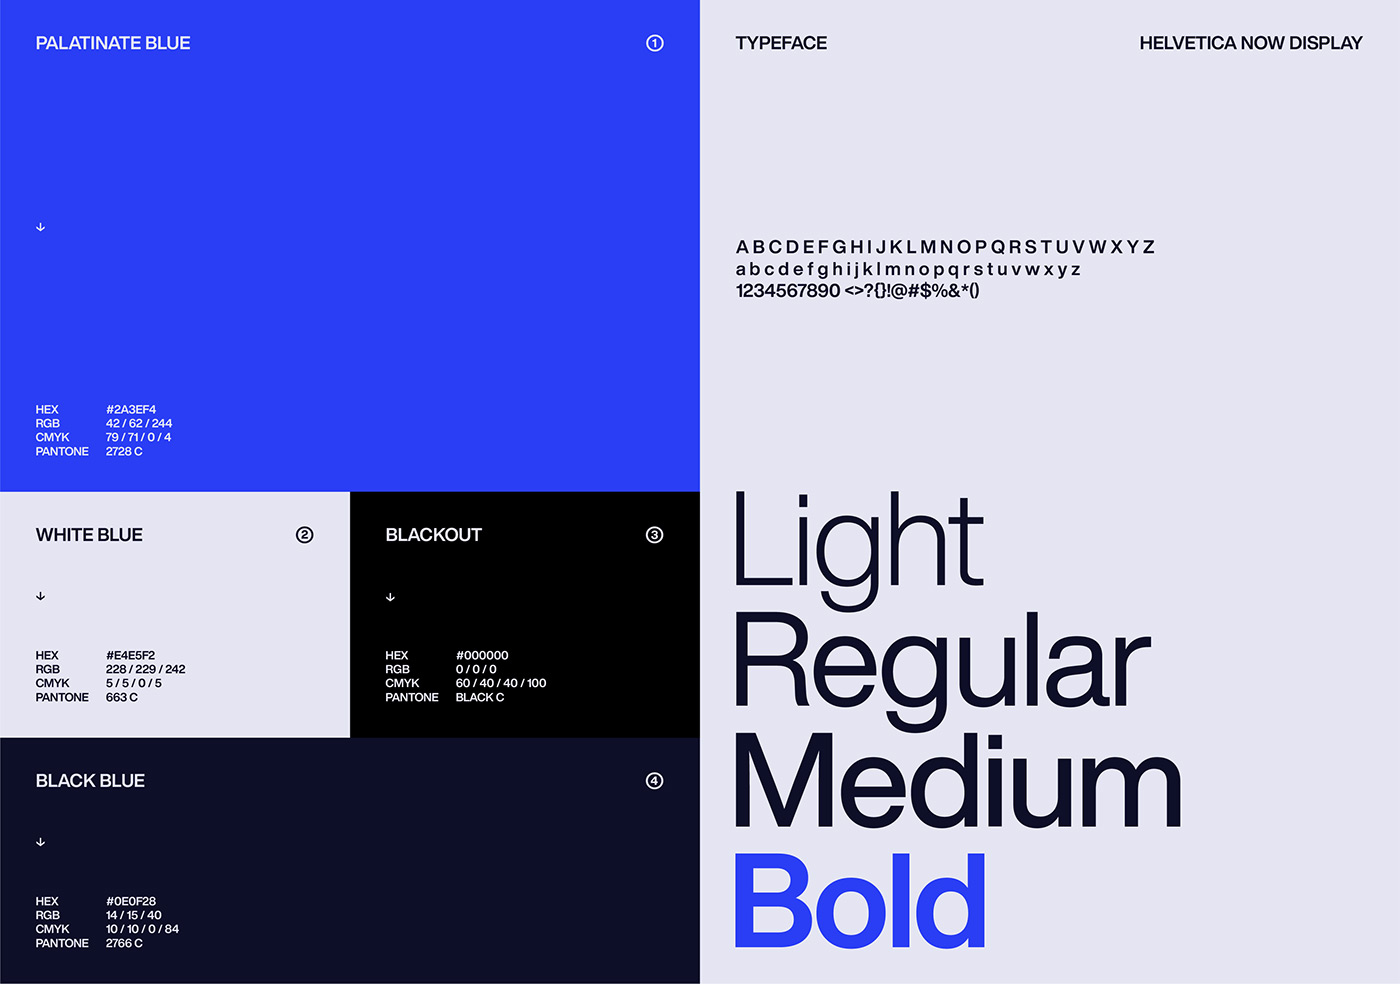 PALATINATE BLUE
1
HEX #2A3EF4
RGB 42 / 62 / 244
CMYK 79 / 71 / 0 / 4
PANTONE 2728 C
WHITE BLUE
2
HEX #E4E5F2
RGB 228 / 229 / 242
CMYK 5 / 5 / 0 / 5
PANTONE 663 C
BLACKOUT
3
HEX #000000
RGB 0 / 0 / 0
CMYK 60 / 40 / 40 / 100
PANTONE BLACK C
BLACK BLUE
4
HEX #0E0F28
RGB 14 / 15 / 40
CMYK 10 / 10 / 0 / 84
PANTONE 2766 C
TYPEFACE
HELVETICA NOW DISPLAY
A B C D E F G H I J K L M N O P Q R S T U V W X Y Z
a b c d e f g h i j k l m n o p q r s t u v w x y z
1234567890 <>?{}!@#$%&*()
Light
Regular
Medium
Bold